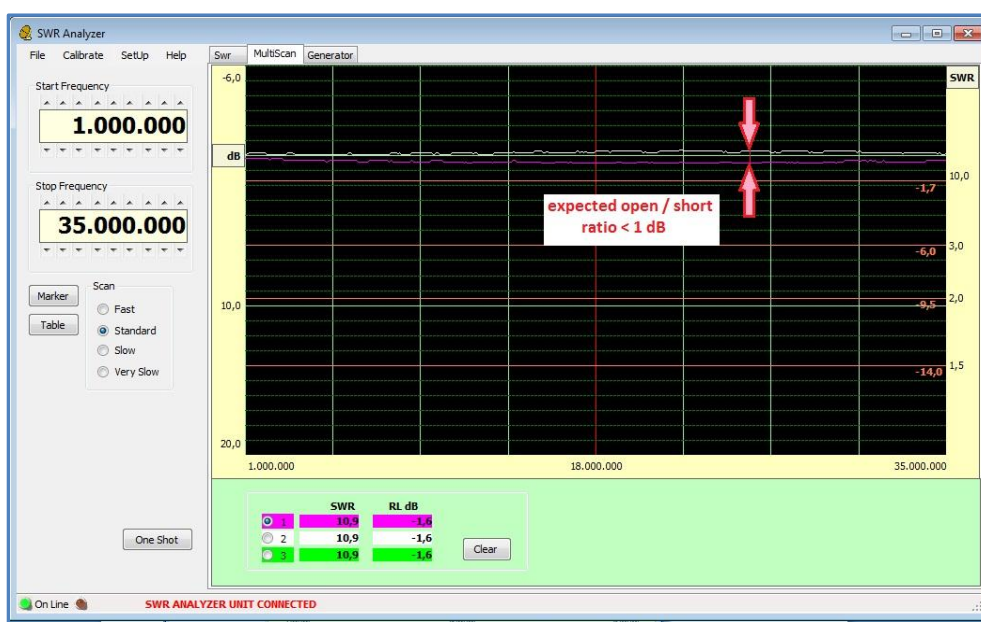 SWR Analyzer
File Calibrate SetUp Help
Swr MultiScan Generator
Start Frequency
1.000.000
Stop Frequency
35.000.000
Marker
Table
Scan
Fast
Standard
Slow
Very Slow
One Shot
-6,0
dB
10,0
20,0
SWR
10,0
-1,7
-6,0 3,0
-9,5 2,0
-14,0 1,5
expected open / short
ratio < 1 dB
1.000.000 18.000.000 35.000.000
SWR RL dB
1 10,9 -1,6
2 10,9 -1,6
3 10,9 -1,6
Clear
On Line SWR ANALYZER UNIT CONNECTED